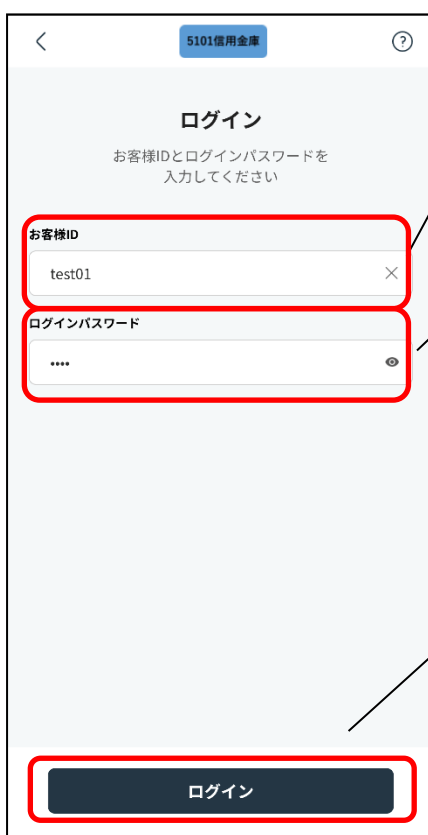 5101信用金庫
ログイン
お客様IDとログインパスワードを
入力してください
お客様ID
test01
ログインパスワード
••••
ログイン